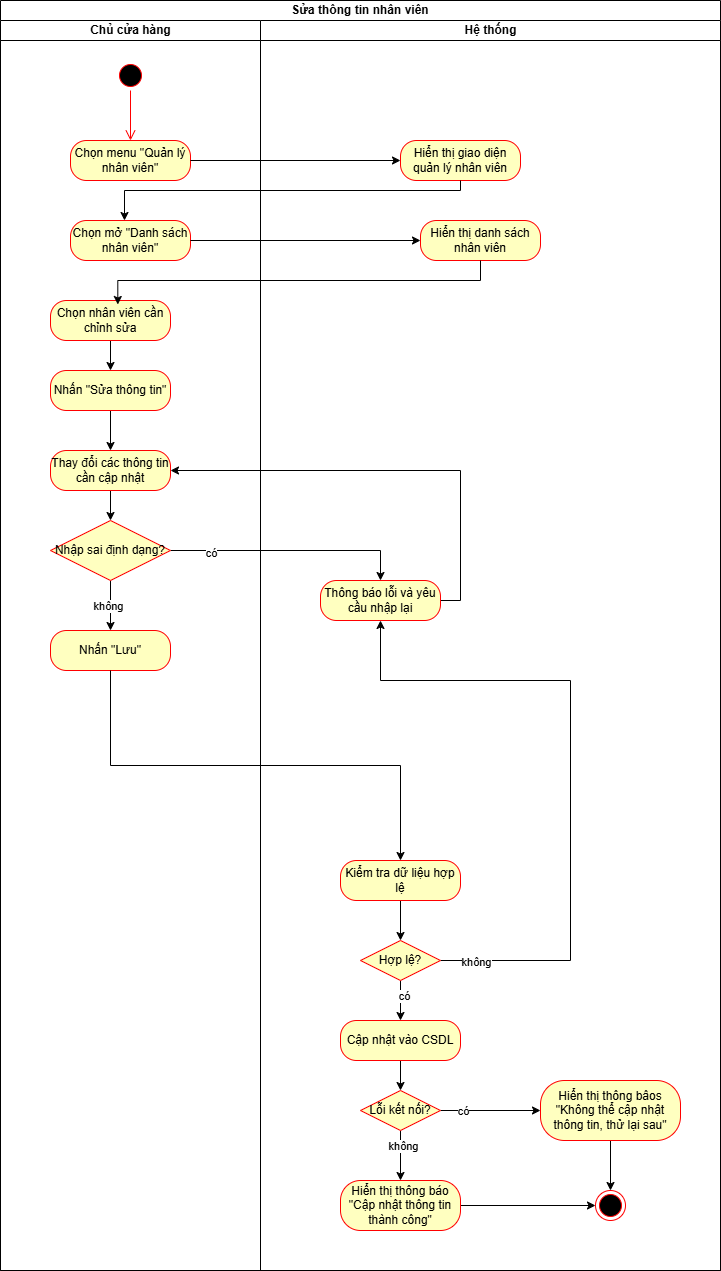 Sửa thông tin nhân viên
Chủ cửa hàng
Hệ thống
Chọn menu "Quản lý
nhân viên"
Hiển thị giao diện
quản lý nhân viên
Chọn mở "Danh sách
nhân viên"
Hiển thị danh sách
nhân viên
Chọn nhân viên cần
chỉnh sửa
Nhấn "Sửa thông tin"
Thay đổi các thông tin
cần cập nhật
Nhập sai định dạng?
có
Thông báo lỗi và yêu
cầu nhập lại
không
Nhấn "Lưu"
Kiểm tra dữ liệu hợp
lệ
Hợp lệ?
không
có
Cập nhật vào CSDL
Lỗi kết nối?
có
Hiển thị thông bâos
"Không thể cập nhật
thông tin, thử lại sau"
không
Hiển thị thông báo
"Cập nhật thông tin
thành công"